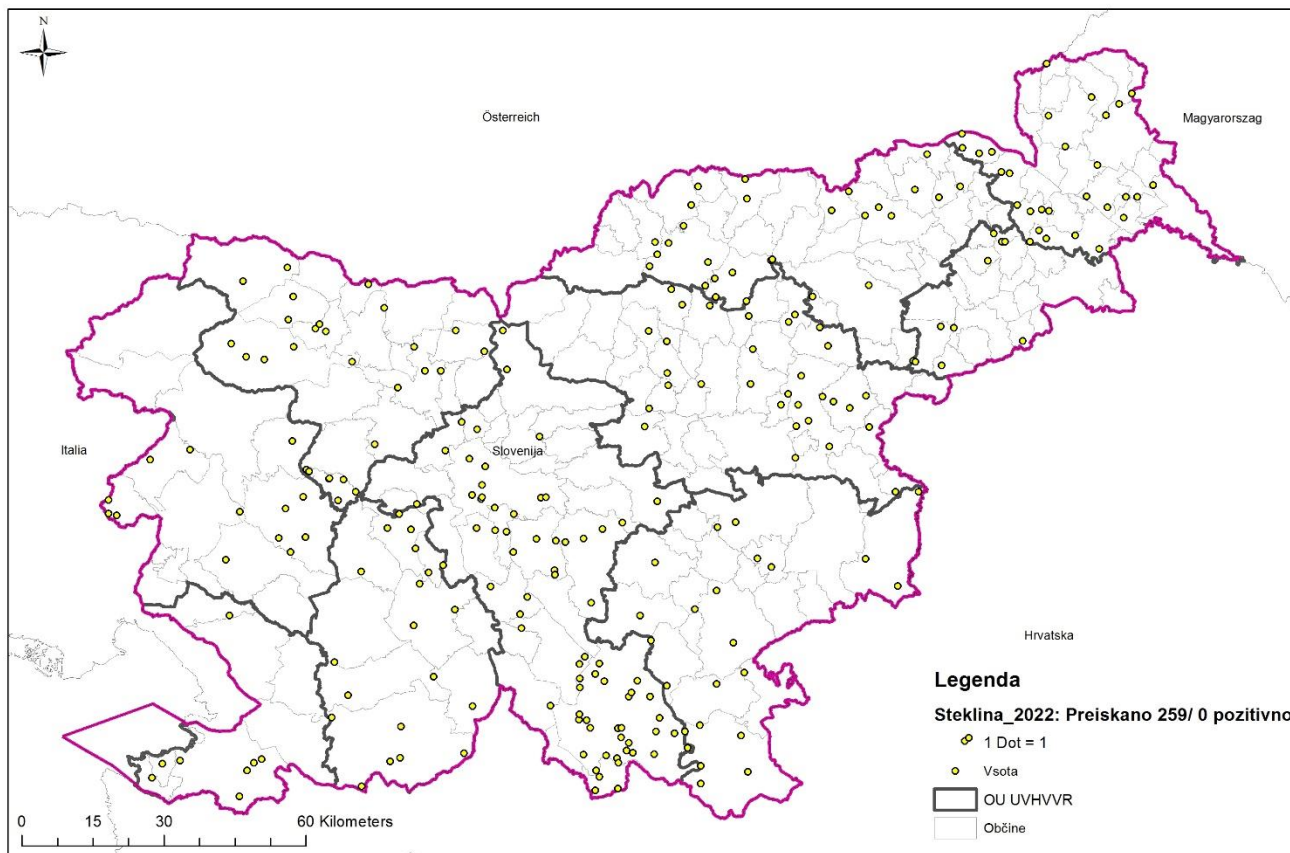 N
Österreich
Magyarorszag
Italia
Slovenija
Hrvatska
Legenda
Steklina_2022: Preiskano 259/ 0 pozitivno
1 Dot = 1
Vsota
OU UVHVVR
Občine
0 15 30 60 Kilometers